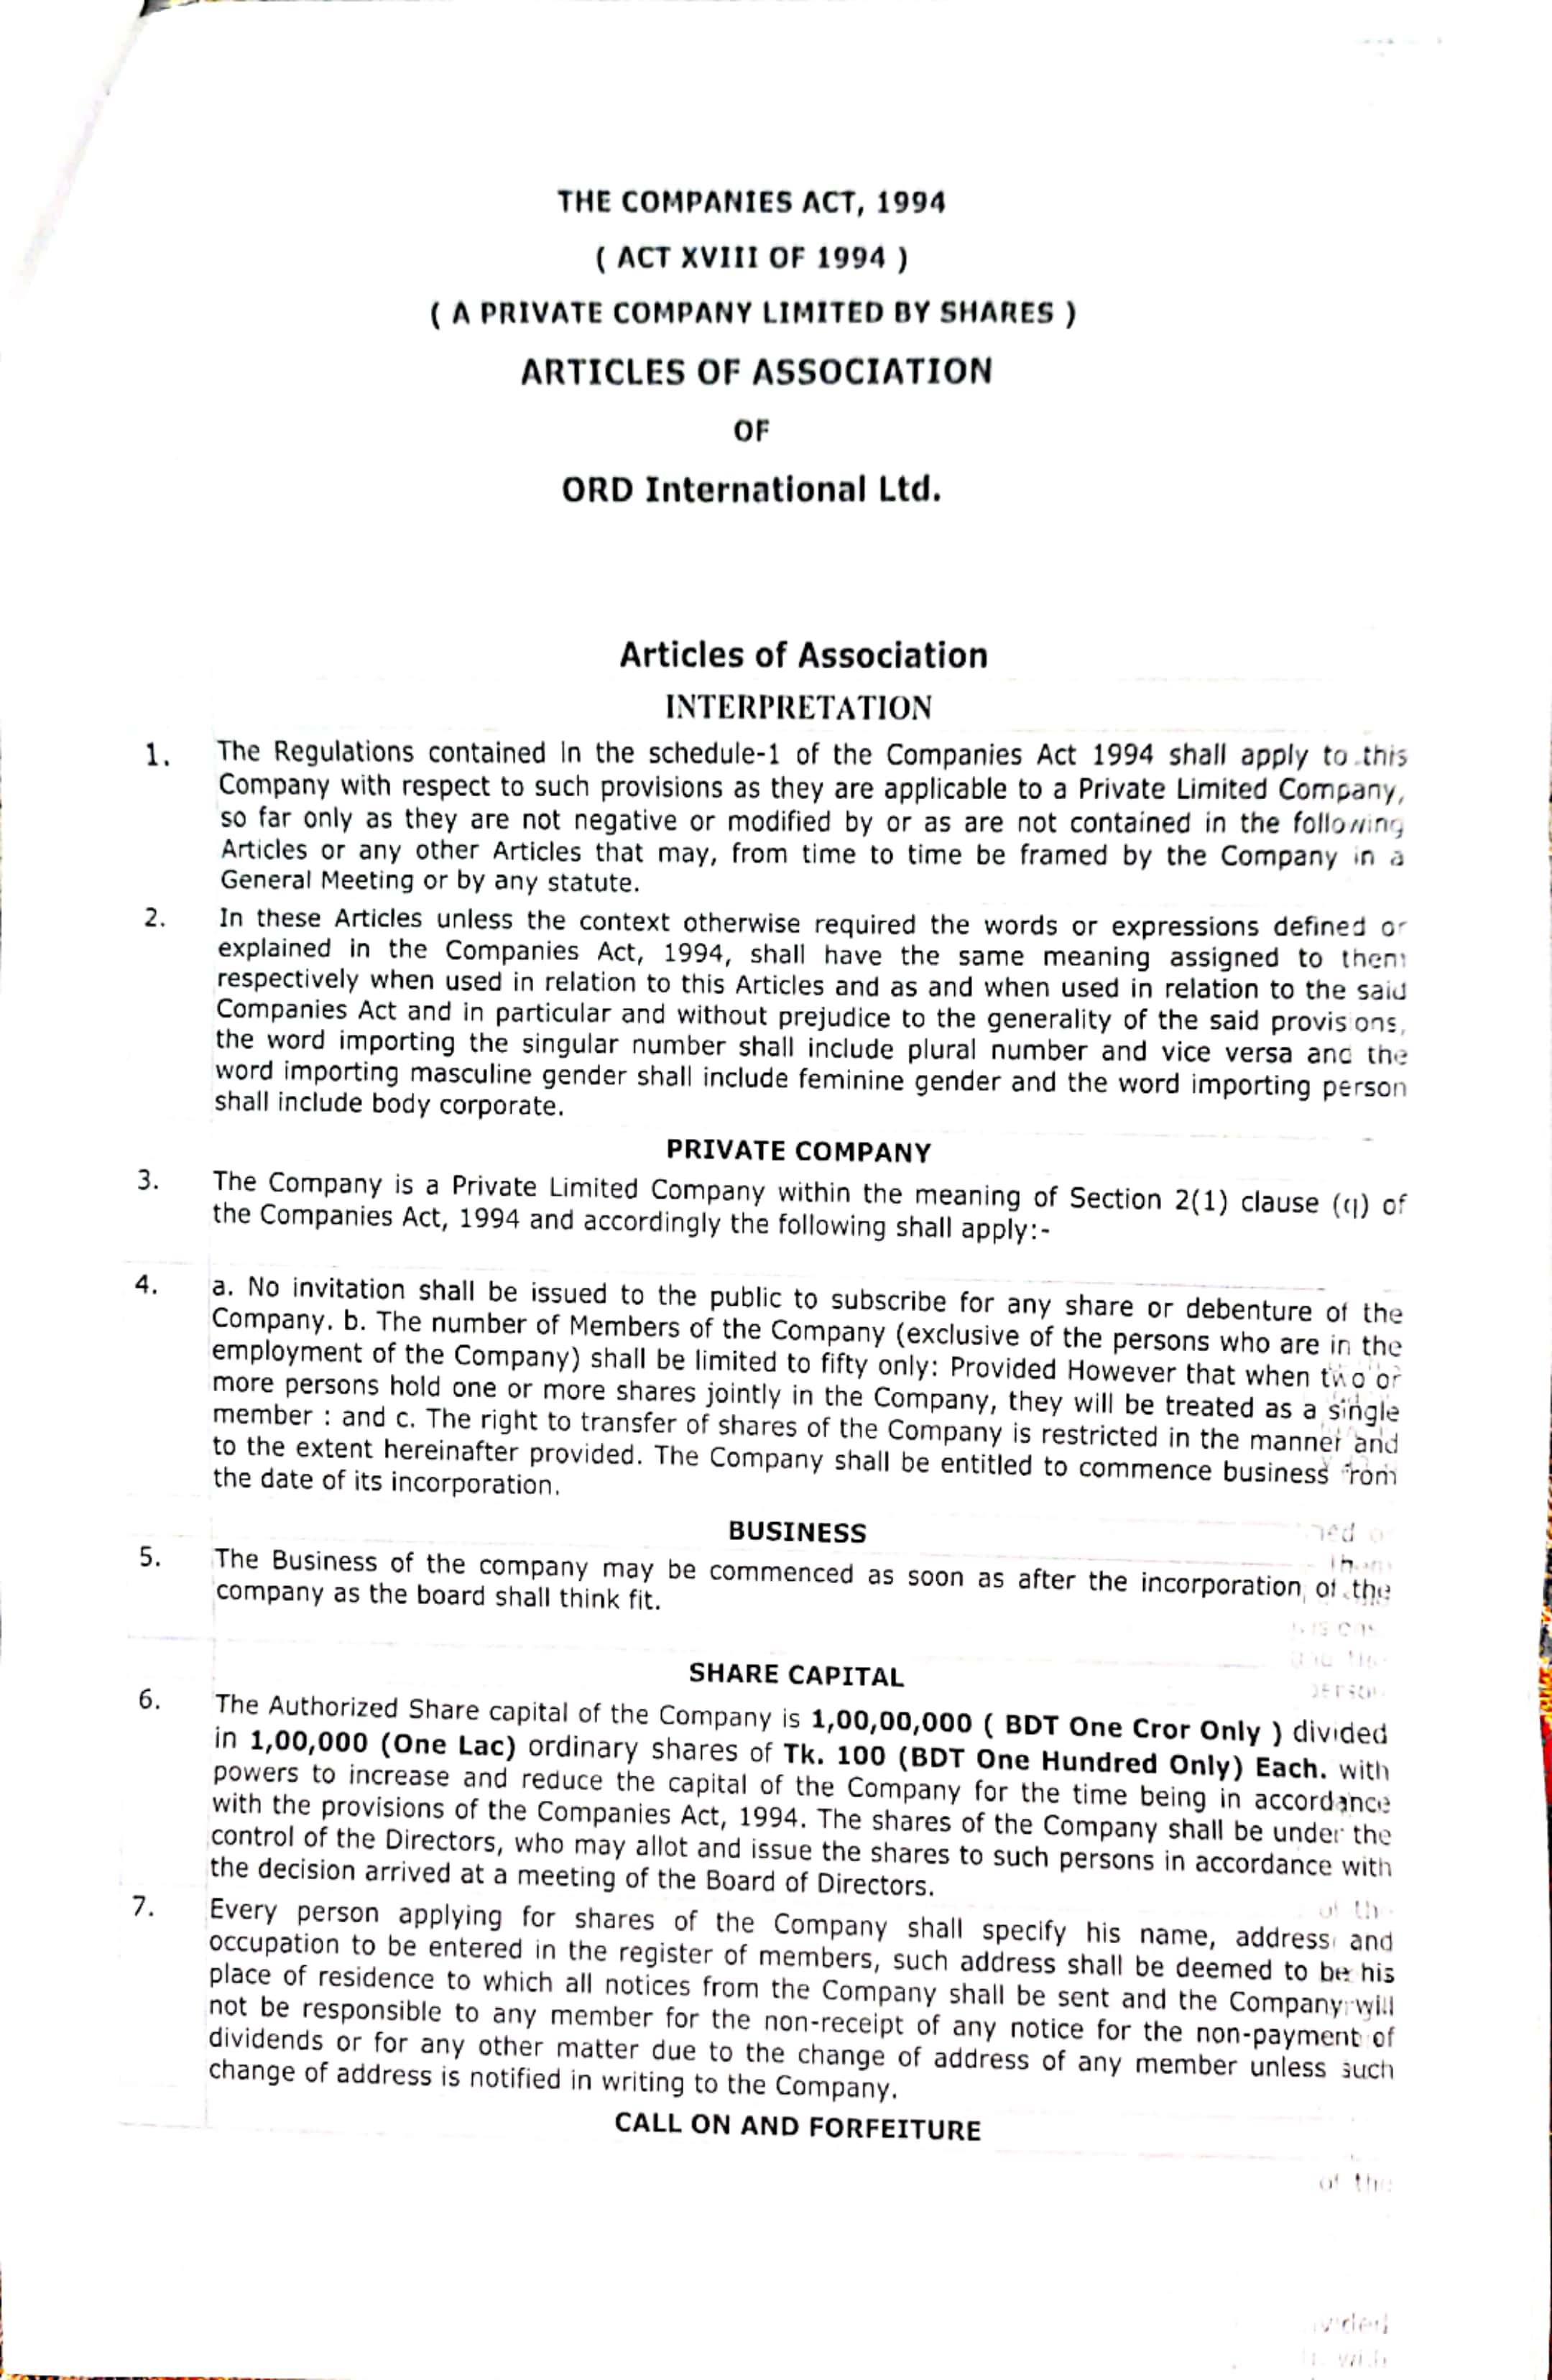 THE COMPANIES ACT, 1994
( ACT XVIII OF 1994 )
( A PRIVATE COMPANY LIMITED BY SHARES )
ARTICLES OF ASSOCIATION
OF
ORD International Ltd.
Articles of Association
INTERPRETATION
1. The Regulations contained in the schedule-1 of the Companies Act 1994 shall apply to this
Company with respect to such provisions as they are applicable to a Private Limited Company,
so far only as they are not negative or modified by or as are not contained in the following
Articles or any other Articles that may, from time to time be framed by the Company in a
General Meeting or by any statute.
2. In these Articles unless the context otherwise required the words or expressions defined or
explained in the Companies Act, 1994, shall have the same meaning assigned to them
respectively when used in relation to this Articles and as and when used in relation to the said
Companies Act and in particular and without prejudice to the generality of the said provisions,
the word importing the singular number shall include plural number and vice versa and the
word importing masculine gender shall include feminine gender and the word importing person
shall include body corporate.
PRIVATE COMPANY
3. The Company is a Private Limited Company within the meaning of Section 2(1) clause (q) of
the Companies Act, 1994 and accordingly the following shall apply:-
4. a. No invitation shall be issued to the public to subscribe for any share or debenture of the
Company. b. The number of Members of the Company (exclusive of the persons who are in the
employment of the Company) shall be limited to fifty only: Provided However that when two or
more persons hold one or more shares jointly in the Company, they will be treated as a single
member : and c. The right to transfer of shares of the Company is restricted in the manner and
to the extent hereinafter provided. The Company shall be entitled to commence business from
the date of its incorporation.
BUSINESS
5. The Business of the company may be commenced as soon as after the incorporation of the
company as the board shall think fit.
SHARE CAPITAL
6. The Authorized Share capital of the Company is 1,00,00,000 ( BDT One Cror Only ) divided
in 1,00,000 (One Lac) ordinary shares of Tk. 100 (BDT One Hundred Only) Each. with
powers to increase and reduce the capital of the Company for the time being in accordance
with the provisions of the Companies Act, 1994. The shares of the Company shall be under the
control of the Directors, who may allot and issue the shares to such persons in accordance with
the decision arrived at a meeting of the Board of Directors.
7. Every person applying for shares of the Company shall specify his name, address and
occupation to be entered in the register of members, such address shall be deemed to be his
place of residence to which all notices from the Company shall be sent and the Company will
not be responsible to any member for the non-receipt of any notice for the non-payment of
dividends or for any other matter due to the change of address of any member unless such
change of address is notified in writing to the Company.
CALL ON AND FORFEITURE
of the